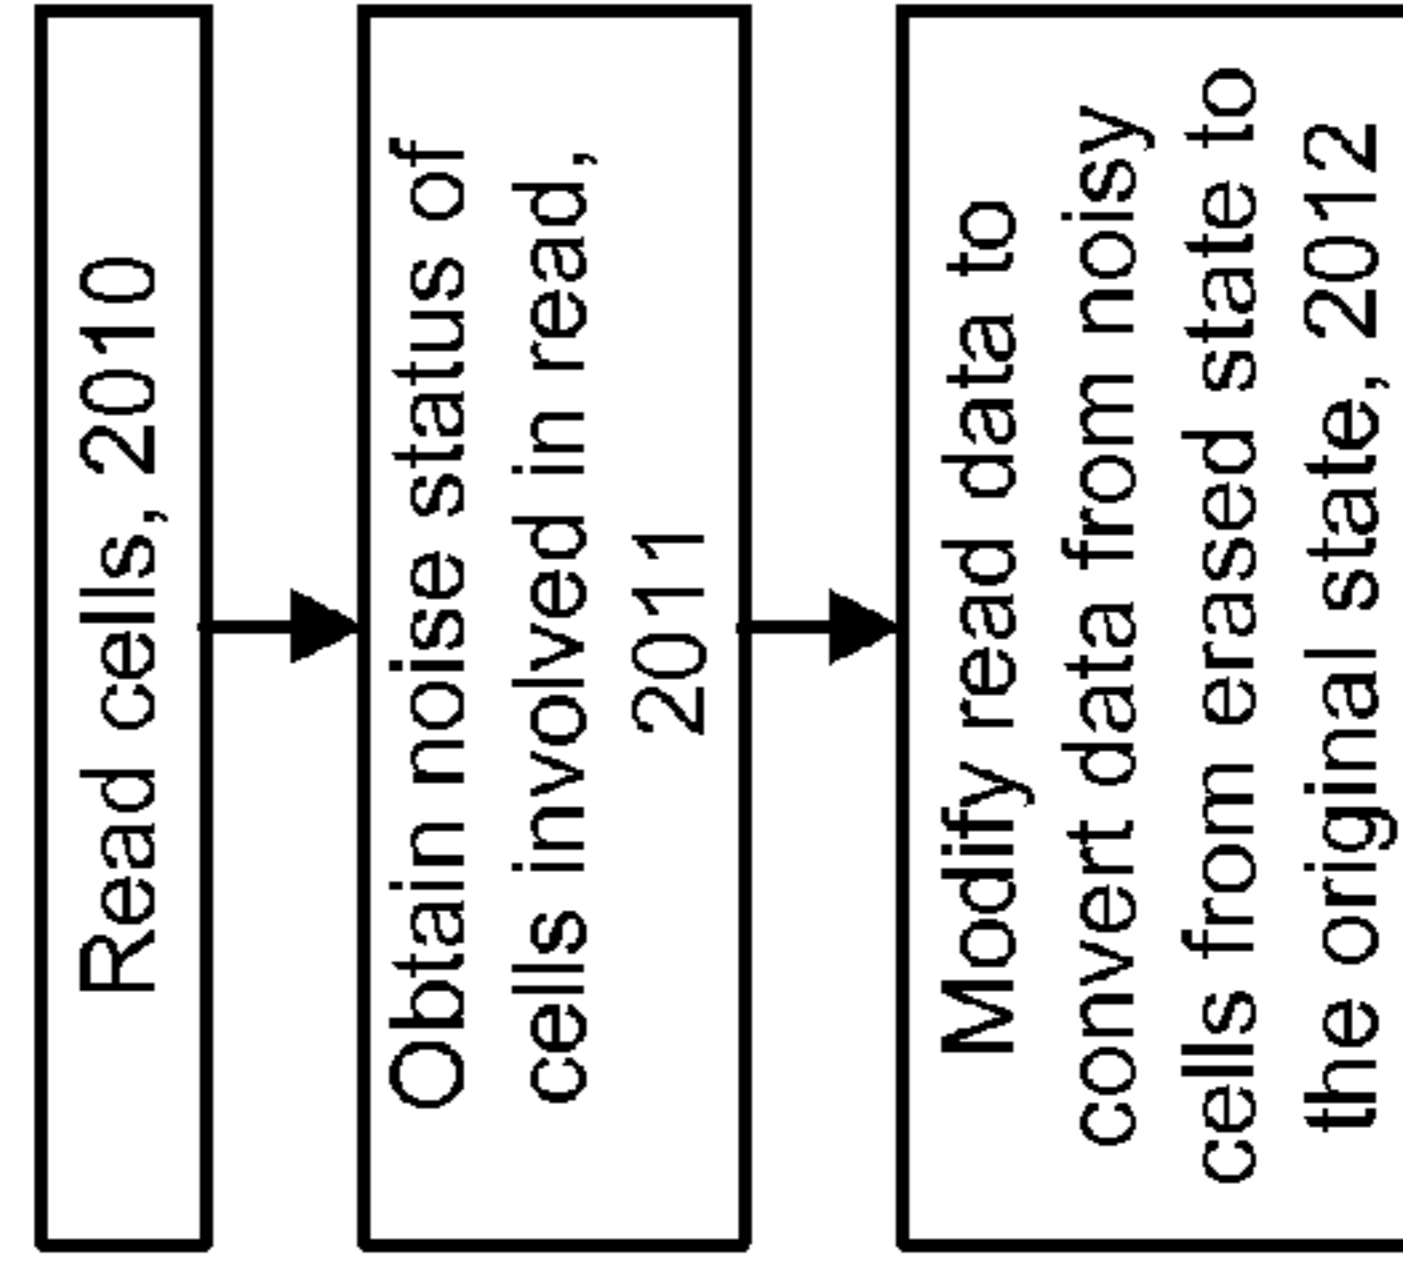 Read cells, 2010
Obtain noise status of
cells involved in read,
2011
Modify read data to
convert data from noisy
cells from erased state to
the original state, 2012